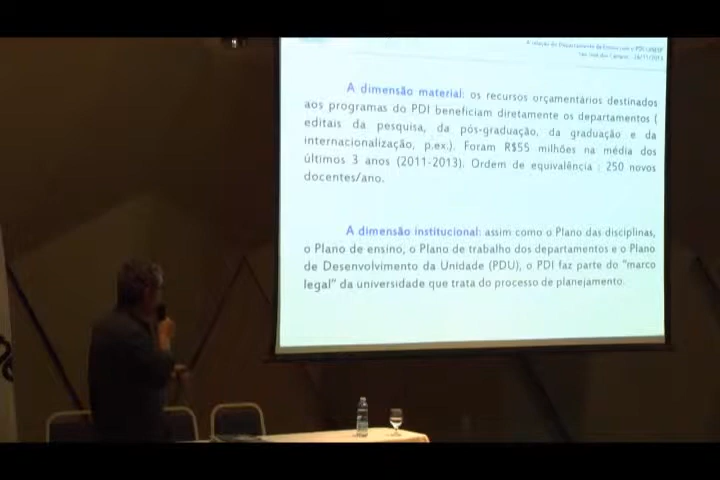 A relação do Departamento de Ensino com o PDI UNESP
São José dos Campos - 26/11/2013
A dimensão material: os recursos orçamentários destinados
aos programas do PDI beneficiam diretamente os departamentos (
editais da pesquisa, da pós-graduação, da graduação e da
internacionalização, p.ex.). Foram R$55 milhões na média dos
últimos 3 anos (2011-2013). Ordem de equivalência : 250 novos
docentes/ano.
A dimensão institucional: assim como o Plano das disciplinas,
o Plano de ensino, o Plano de trabalho dos departamentos e o Plano
de Desenvolvimento da Unidade (PDU), o PDI faz parte do "marco
legal" da universidade que trata do processo de planejamento.